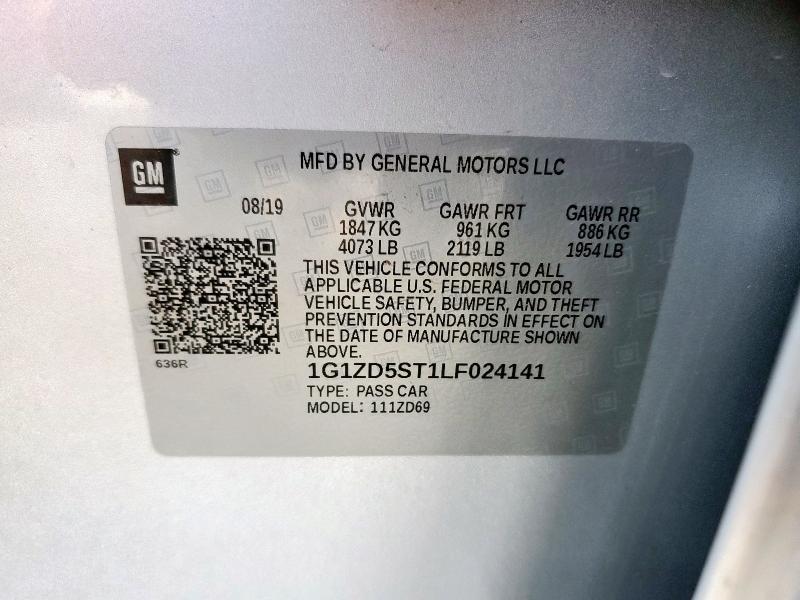 GM
MFD BY GENERAL MOTORS LLC
08/19 GVWR GAWR FRT GAWR RR
1847 KG 961 KG 886 KG
4073 LB 2119 LB 1954 LB
THIS VEHICLE CONFORMS TO ALL
APPLICABLE U.S. FEDERAL MOTOR
VEHICLE SAFETY, BUMPER, AND THEFT
PREVENTION STANDARDS IN EFFECT ON
THE DATE OF MANUFACTURE SHOWN
ABOVE.
636R
1G1ZD5ST1LF024141
TYPE: PASS CAR
MODEL: 111ZD69